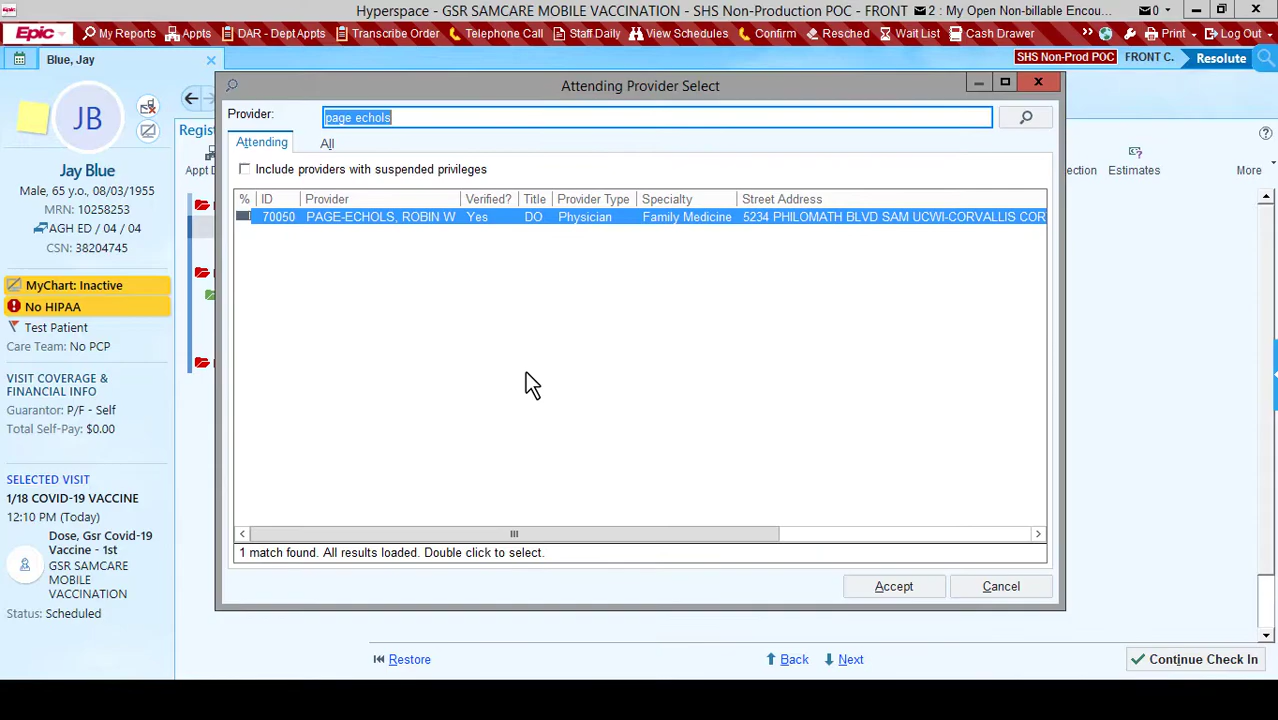 Hyperspace - GSR SAMCARE MOBILE VACCINATION - SHS Non-Production POC - FRONT
2 : My Open Non-billable Encou...
0
Epic
My Reports
Appts
DAR - Dept Appts
Transcribe Order
Telephone Call
Staff Daily
View Schedules
Confirm
Resched
Wait List
Cash Drawer
Print
Log Out
Blue, Jay
SHS Non-Prod POC
FRONT C.
Resolute
JB
Jay Blue
Male, 65 y.o., 08/03/1955
MRN: 10258253
AGH ED / 04 / 04
CSN: 38204745
MyChart: Inactive
No HIPAA
Test Patient
Care Team: No PCP
VISIT COVERAGE &
FINANCIAL INFO
Guarantor: P/F - Self
Total Self-Pay: $0.00
SELECTED VISIT
1/18 COVID-19 VACCINE
12:10 PM (Today)
Dose, Gsr Covid-19
Vaccine - 1st
GSR SAMCARE
MOBILE
VACCINATION
Status: Scheduled
Regist
Appt D
ection
Estimates
More
Attending Provider Select
Provider:
page echols
Attending
All
Include providers with suspended privileges
% ID Provider Verified? Title Provider Type Specialty Street Address
70050 PAGE-ECHOLS, ROBIN W Yes DO Physician Family Medicine 5234 PHILOMATH BLVD SAM UCWI-CORVALLIS COR
1 match found. All results loaded. Double click to select.
Accept
Cancel
Restore
Back
Next
Continue Check In